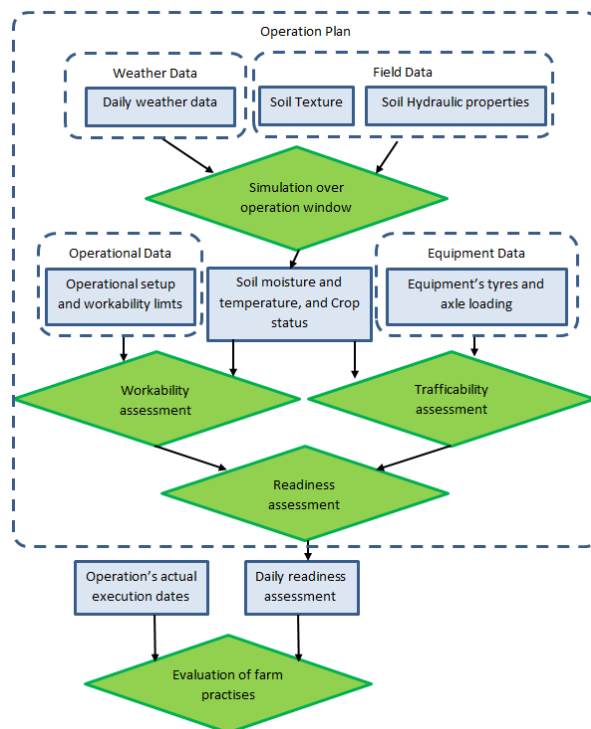 Operation Plan
Weather Data
Field Data
Daily weather data
Soil Texture
Soil Hydraulic properties
Simulation over
operation window
Operational Data
Equipment Data
Operational setup
and workability limts
Soil moisture and
temperature, and Crop
status
Equipment's tyres and
axle loading
Workability
assessment
Trafficability
assessment
Readiness
assessment
Operation's actual
execution dates
Daily readiness
assessment
Evaluation of farm
practises